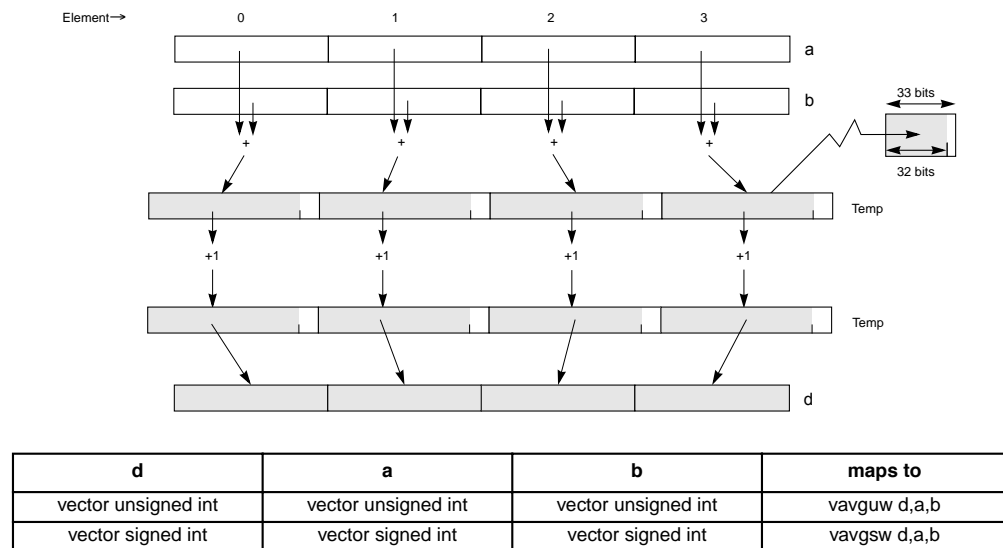 Element→ 0 1 2 3
a
b
33 bits
+ + + +
32 bits
Temp
+1 +1 +1 +1
Temp
d
d a b maps to
vector unsigned int vector unsigned int vector unsigned int vavguw d,a,b
vector signed int vector signed int vector signed int vavgsw d,a,b